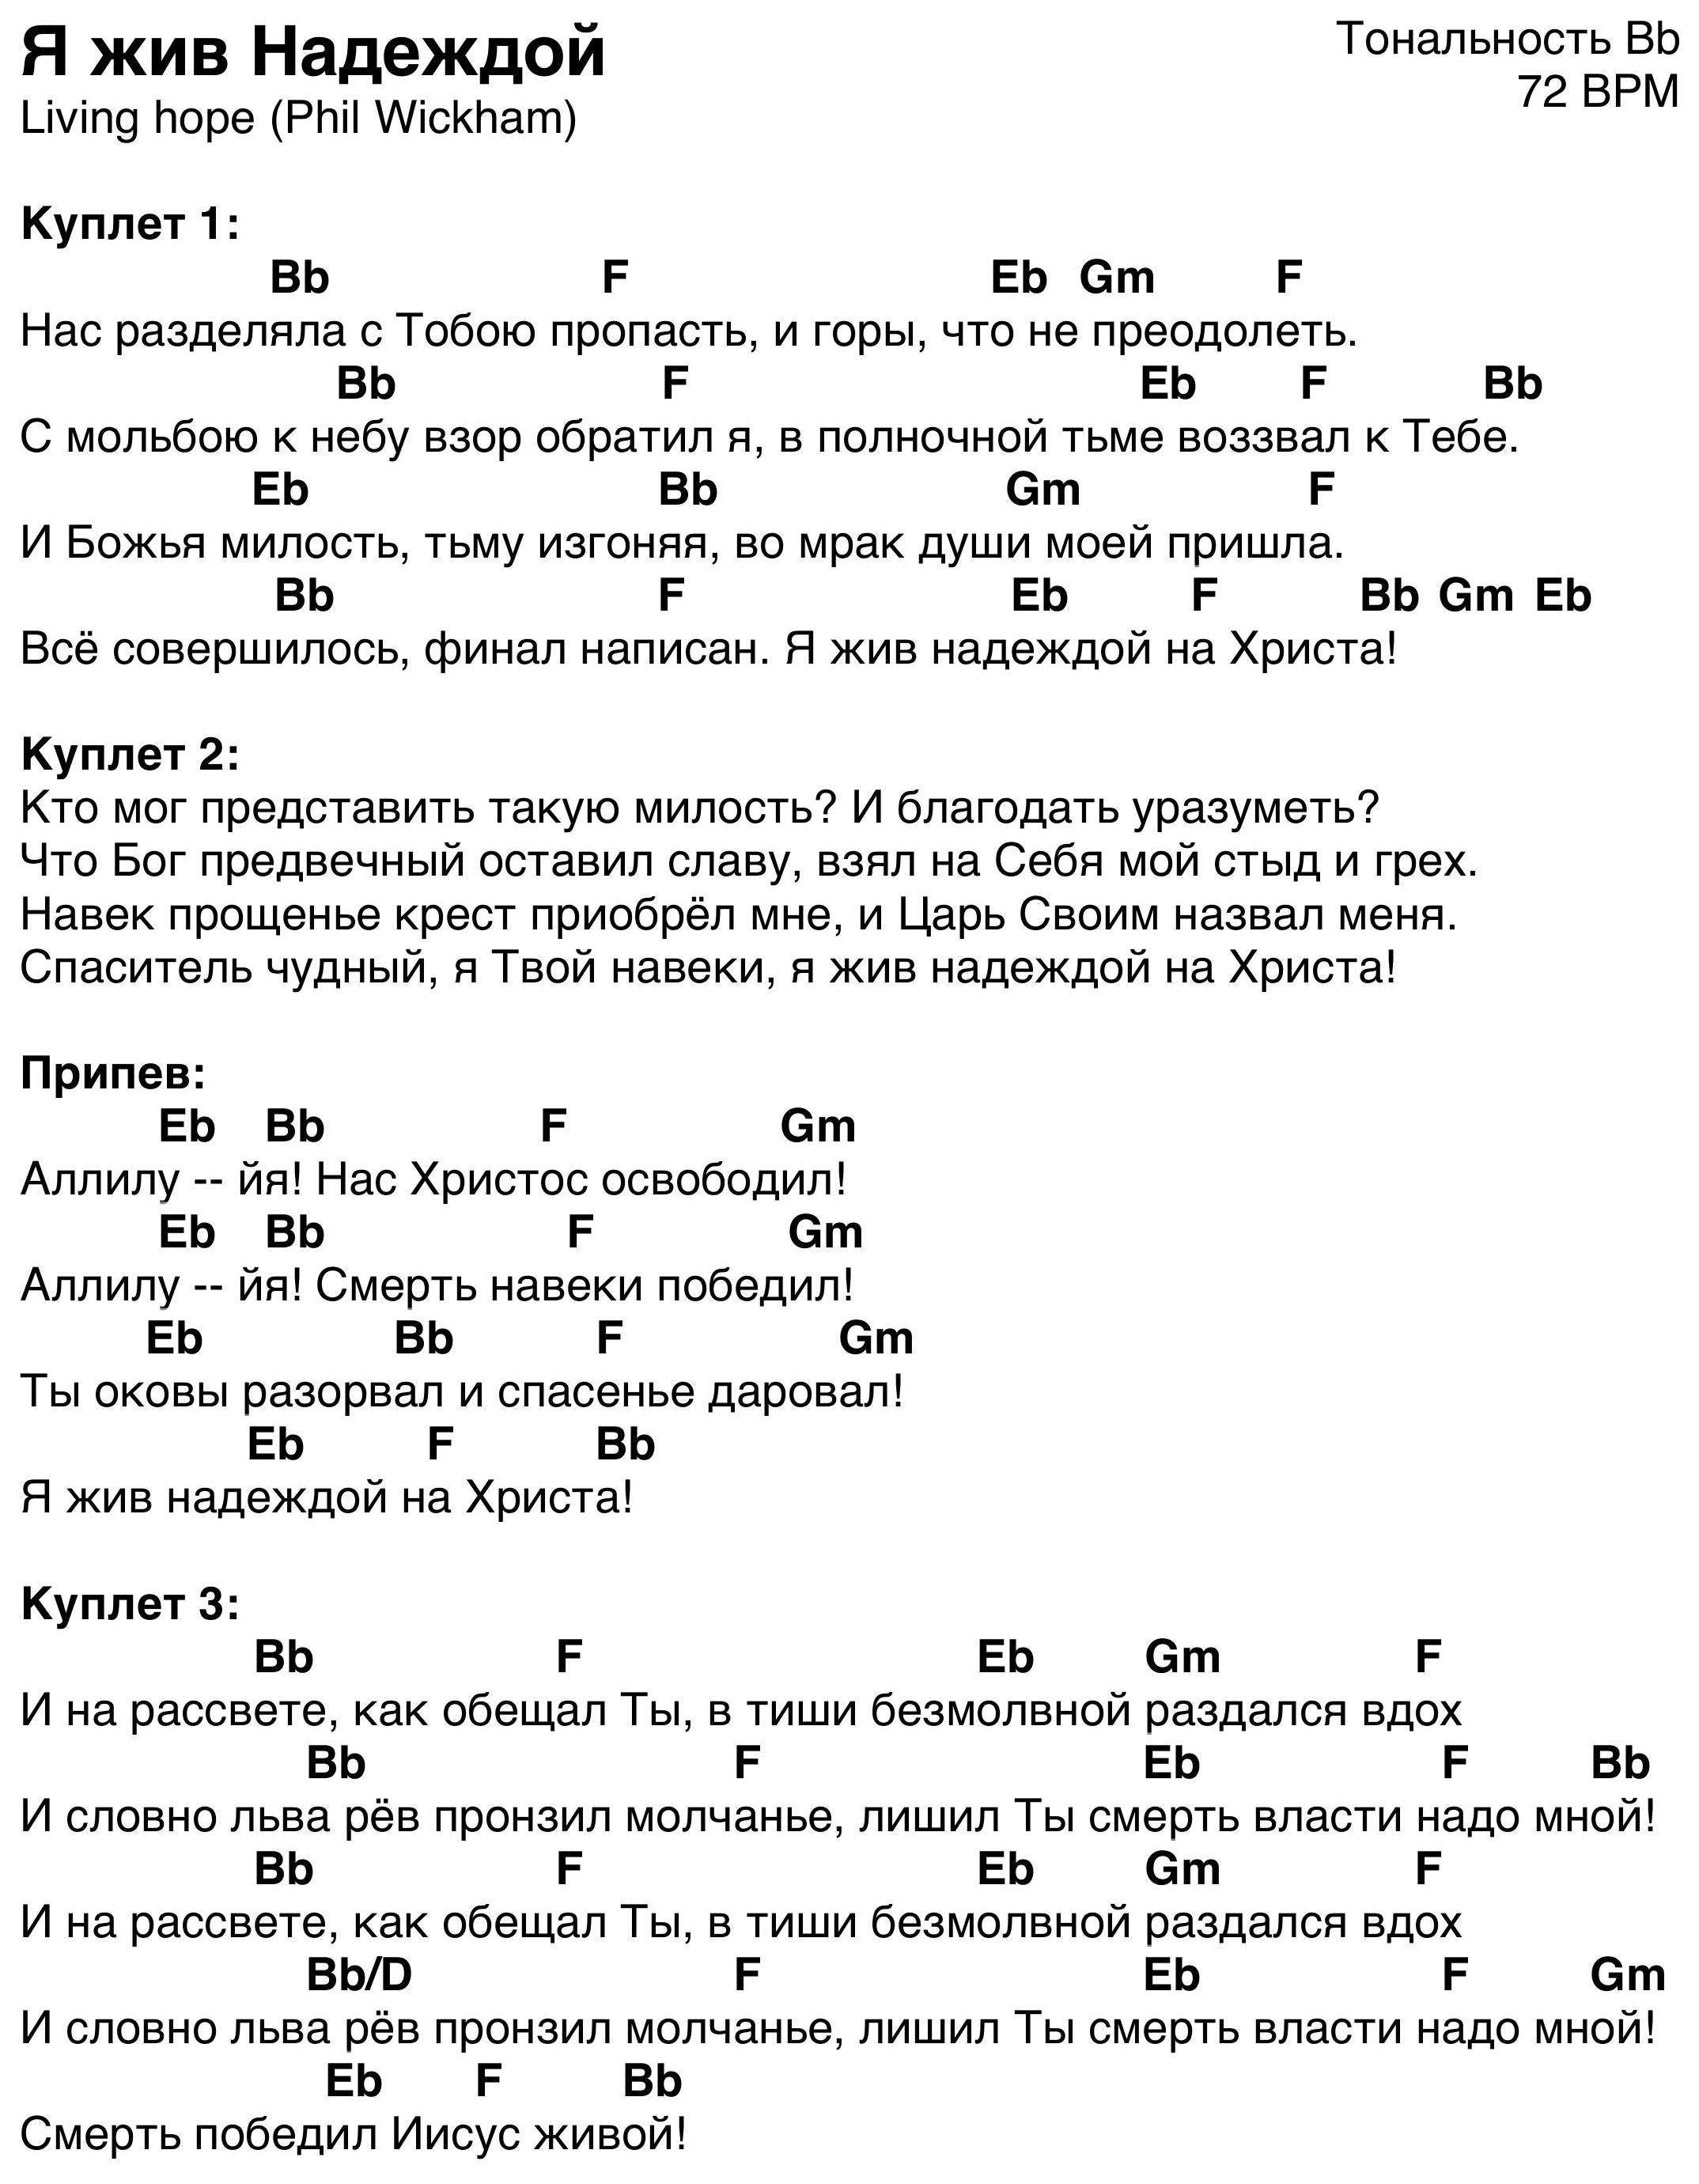 Я жив Надеждой
Тональность Bb
72 BPM
Living hope (Phil Wickham)
Куплет 1:
Bb F Eb Gm F
Нас разделяла с Тобою пропасть, и горы, что не преодолеть.
Bb F Eb F Bb
С мольбою к небу взор обратил я, в полночной тьме воззвал к Тебе.
Eb Bb Gm F
И Божья милость, тьму изгоняя, во мрак души моей пришла.
Bb F Eb F Bb Gm Eb
Всё совершилось, финал написан. Я жив надеждой на Христа!
Куплет 2:
Кто мог представить такую милость? И благодать уразуметь?
Что Бог предвечный оставил славу, взял на Себя мой стыд и грех.
Навек прощенье крест приобрёл мне, и Царь Своим назвал меня.
Спаситель чудный, я Твой навеки, я жив надеждой на Христа!
Припев:
Eb Bb F Gm
Аллилу -- йя! Нас Христос освободил!
Eb Bb F Gm
Аллилу -- йя! Смерть навеки победил!
Eb Bb F Gm
Ты оковы разорвал и спасенье даровал!
Eb F Bb
Я жив надеждой на Христа!
Куплет 3:
Bb F Eb Gm F
И на рассвете, как обещал Ты, в тиши безмолвной раздался вдох
Bb F Eb F Bb
И словно льва рёв пронзил молчанье, лишил Ты смерть власти надо мной!
Bb F Eb Gm F
И на рассвете, как обещал Ты, в тиши безмолвной раздался вдох
Bb/D F Eb F Gm
И словно льва рёв пронзил молчанье, лишил Ты смерть власти надо мной!
Eb F Bb
Смерть победил Иисус живой!